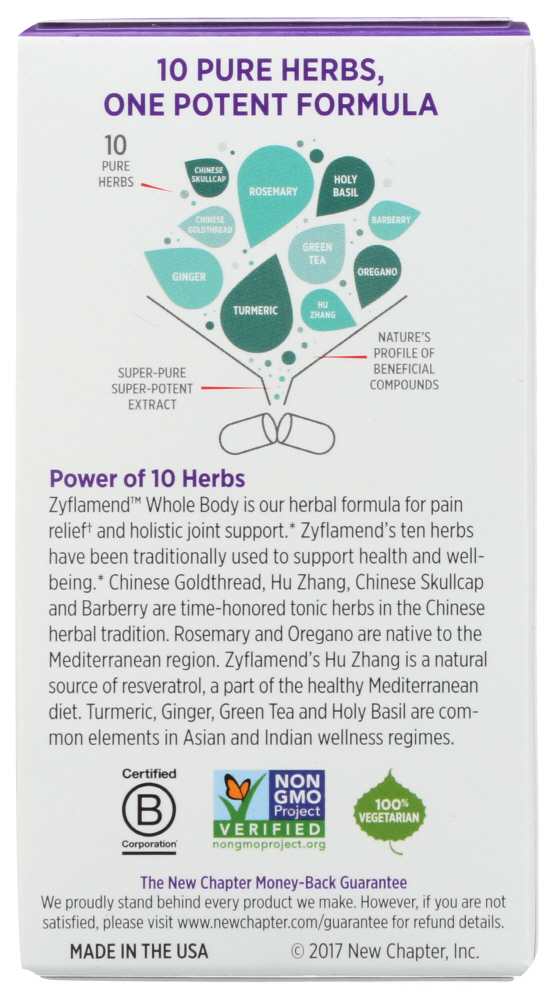 10 PURE HERBS,
ONE POTENT FORMULA
10
PURE
HERBS
CHINESE
SKULLCAP
ROSEMARY
HOLY
BASIL
CHINESE
GOLDTHREAD
BARBERRY
GREEN
TEA
GINGER
OREGANO
TURMERIC
HU
ZHANG
NATURE'S
PROFILE OF
BENEFICIAL
COMPOUNDS
SUPER-PURE
SUPER-POTENT
EXTRACT
Power of 10 Herbs
Zyflamend™ Whole Body is our herbal formula for pain
relief† and holistic joint support.* Zyflamend's ten herbs
have been traditionally used to support health and well-
being.* Chinese Goldthread, Hu Zhang, Chinese Skullcap
and Barberry are time-honored tonic herbs in the Chinese
herbal tradition. Rosemary and Oregano are native to the
Mediterranean region. Zyflamend's Hu Zhang is a natural
source of resveratrol, a part of the healthy Mediterranean
diet. Turmeric, Ginger, Green Tea and Holy Basil are com-
mon elements in Asian and Indian wellness regimes.
Certified
B
Corporation
NON
GMO
Project
VERIFIED
nongmoproject.org
100%
VEGETARIAN
The New Chapter Money-Back Guarantee
We proudly stand behind every product we make. However, if you are not
satisfied, please visit www.newchapter.com/guarantee for refund details.
MADE IN THE USA © 2017 New Chapter, Inc.